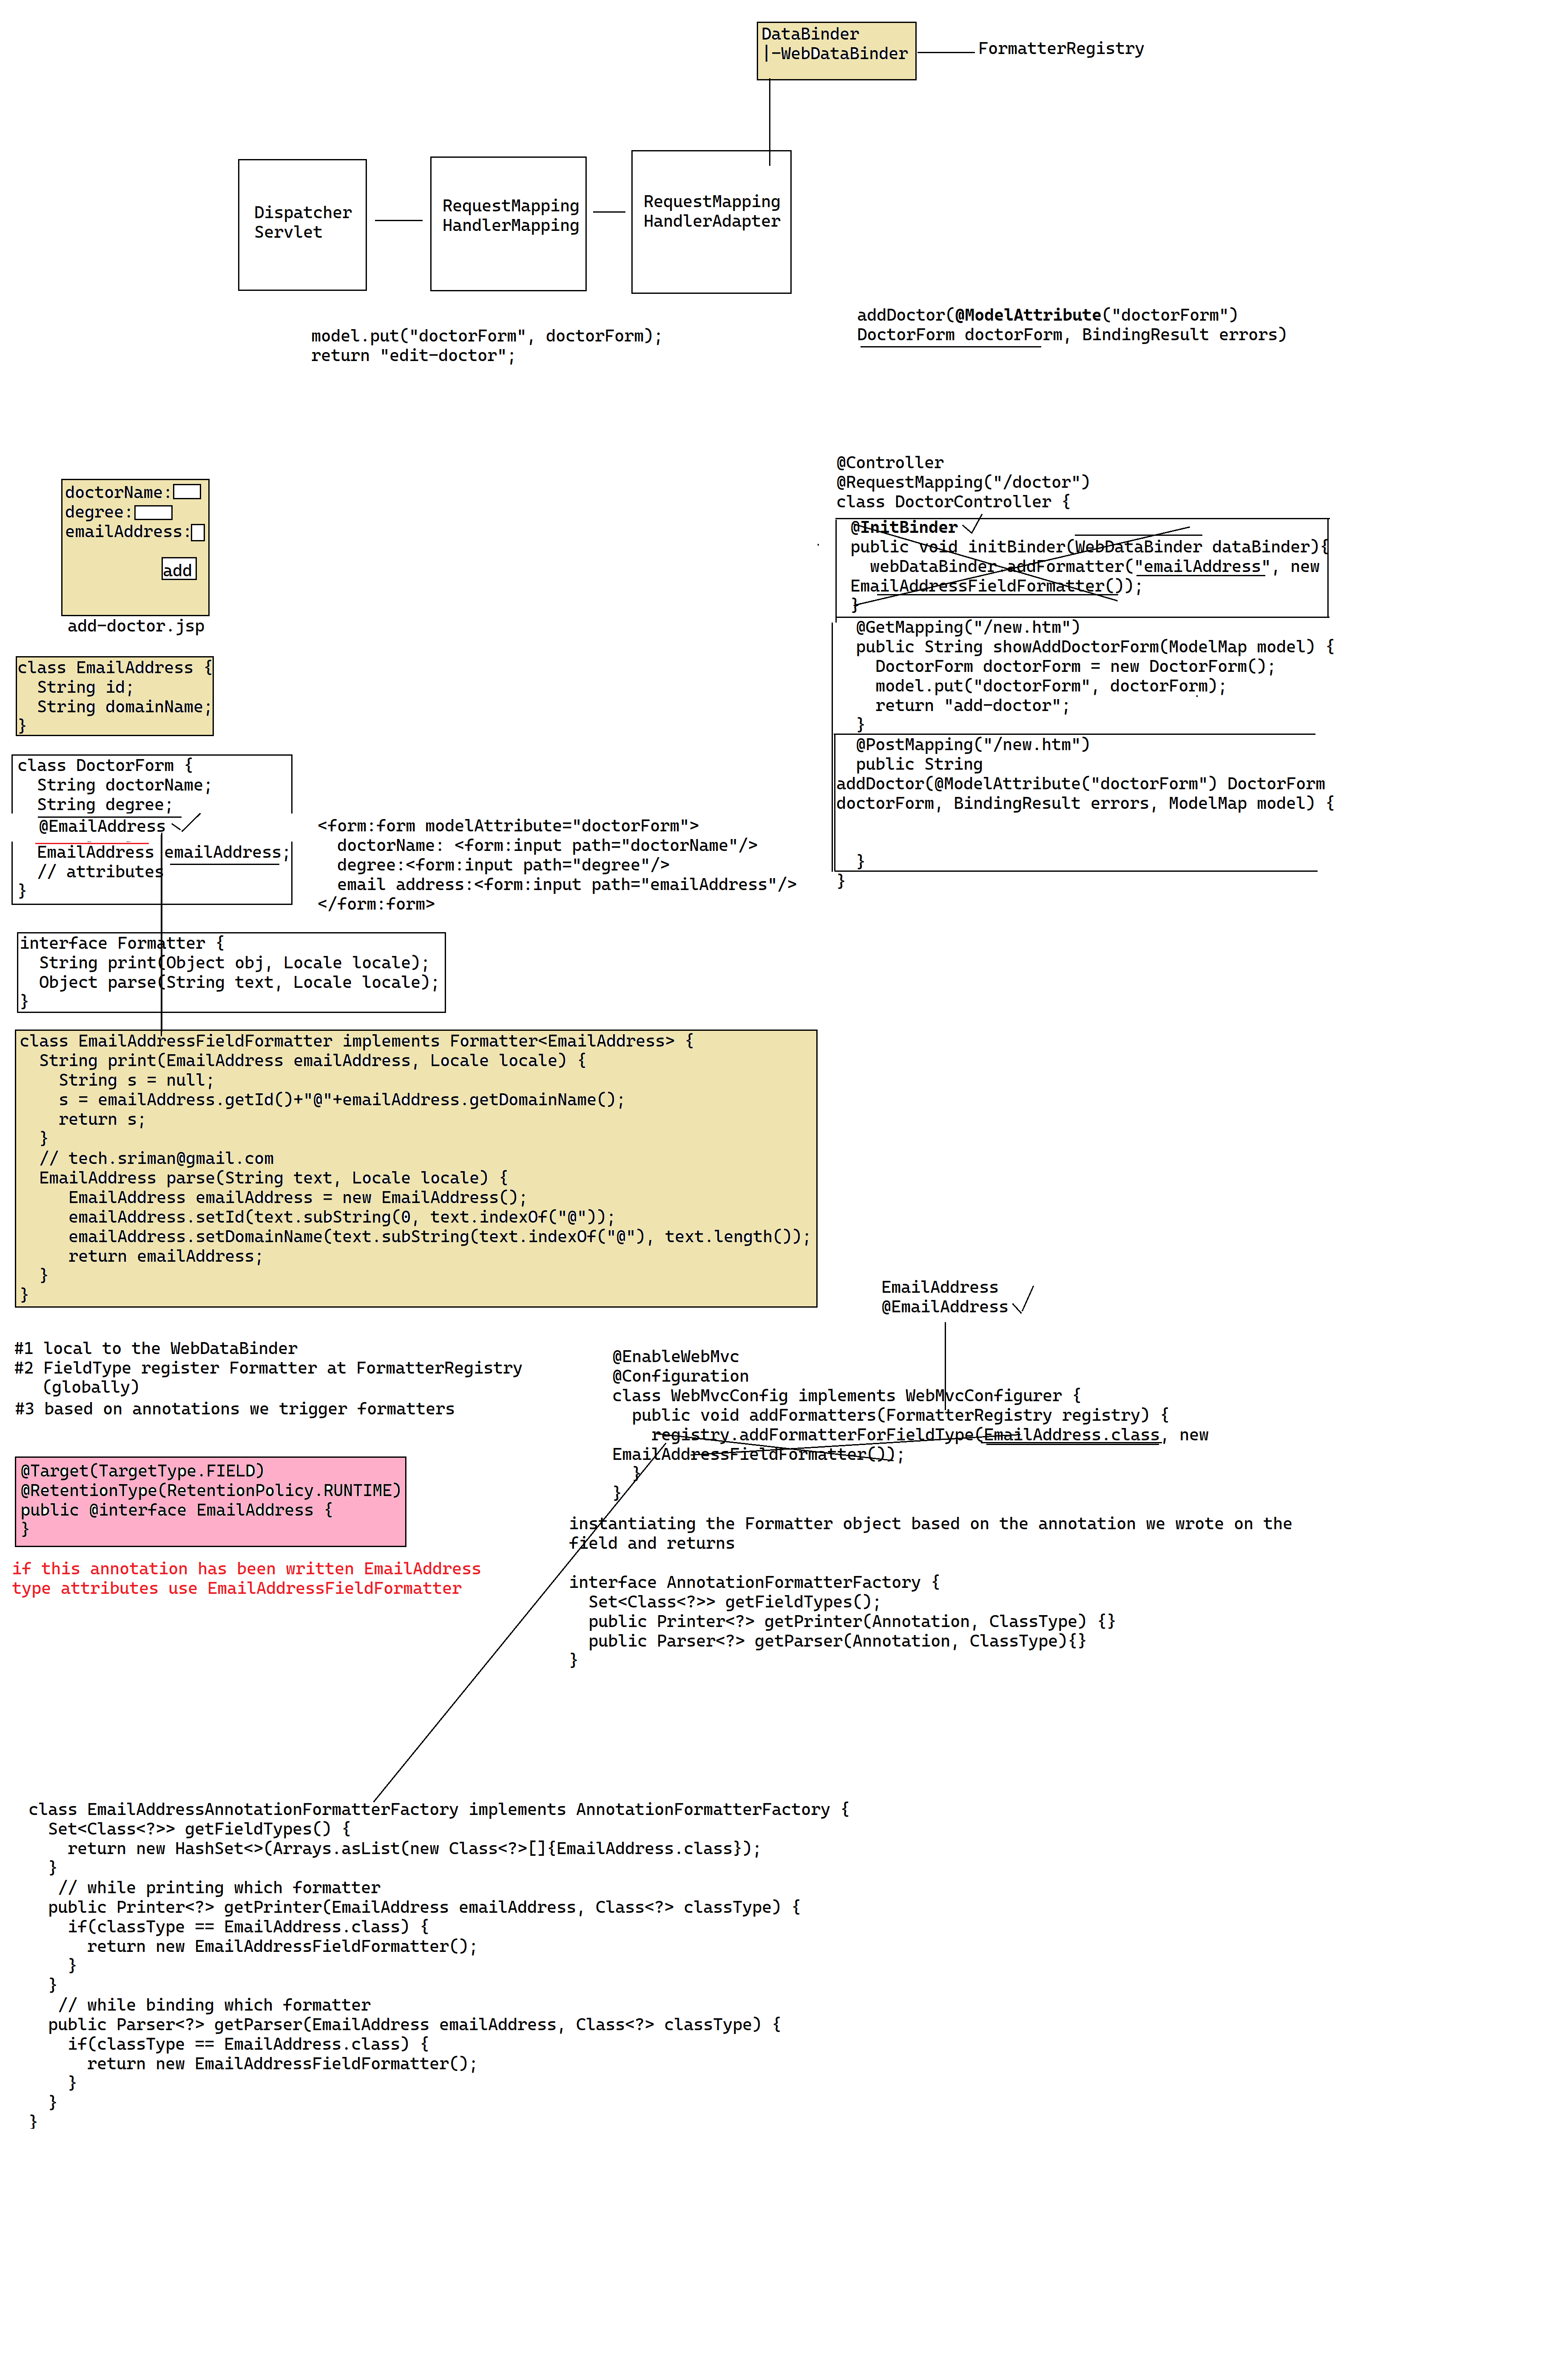 DataBinder
|-WebDataBinder
FormatterRegistry
Dispatcher
Servlet
RequestMapping
HandlerMapping
RequestMapping
HandlerAdapter
model.put("doctorForm", doctorForm);
return "edit-doctor";
addDoctor(@ModelAttribute("doctorForm")
DoctorForm doctorForm, BindingResult errors)
doctorName:
degree:
emailAddress:
add
add-doctor.jsp
@Controller
@RequestMapping("/doctor")
class DoctorController {
@InitBinder
public void initBinder(WebDataBinder dataBinder){
webDataBinder.addFormatter("emailAddress", new
EmailAddressFieldFormatter());
}
@GetMapping("/new.htm")
public String showAddDoctorForm(ModelMap model) {
DoctorForm doctorForm = new DoctorForm();
model.put("doctorForm", doctorForm);
return "add-doctor";
}
@PostMapping("/new.htm")
public String
addDoctor(@ModelAttribute("doctorForm") DoctorForm
doctorForm, BindingResult errors, ModelMap model) {
}
}
class EmailAddress {
String id;
String domainName;
}
class DoctorForm {
String doctorName;
String degree;
@EmailAddress
EmailAddress emailAddress;
// attributes
}
<form:form modelAttribute="doctorForm">
doctorName: <form:input path="doctorName"/>
degree:<form:input path="degree"/>
email address:<form:input path="emailAddress"/>
</form:form>
interface Formatter {
String print(Object obj, Locale locale);
Object parse(String text, Locale locale);
}
class EmailAddressFieldFormatter implements Formatter<EmailAddress> {
String print(EmailAddress emailAddress, Locale locale) {
String s = null;
s = emailAddress.getId()+"@"+emailAddress.getDomainName();
return s;
}
// tech.sriman@gmail.com
EmailAddress parse(String text, Locale locale) {
EmailAddress emailAddress = new EmailAddress();
emailAddress.setId(text.subString(0, text.indexOf("@"));
emailAddress.setDomainName(text.subString(text.indexOf("@"), text.length());
return emailAddress;
}
}
EmailAddress
@EmailAddress
#1 local to the WebDataBinder
#2 FieldType register Formatter at FormatterRegistry
(globally)
#3 based on annotations we trigger formatters
@EnableWebMvc
@Configuration
class WebMvcConfig implements WebMvcConfigurer {
public void addFormatters(FormatterRegistry registry) {
registry.addFormatterForFieldType(EmailAddress.class, new
EmailAddressFieldFormatter());
}
}
@Target(TargetType.FIELD)
@RetentionType(RetentionPolicy.RUNTIME)
public @interface EmailAddress {
}
if this annotation has been written EmailAddress
type attributes use EmailAddressFieldFormatter
instantiating the Formatter object based on the annotation we wrote on the
field and returns
interface AnnotationFormatterFactory {
Set<Class<?>> getFieldTypes();
public Printer<?> getPrinter(Annotation, ClassType) {}
public Parser<?> getParser(Annotation, ClassType){}
}
class EmailAddressAnnotationFormatterFactory implements AnnotationFormatterFactory {
Set<Class<?>> getFieldTypes() {
return new HashSet<>(Arrays.asList(new Class<?>[]{EmailAddress.class});
}
// while printing which formatter
public Printer<?> getPrinter(EmailAddress emailAddress, Class<?> classType) {
if(classType == EmailAddress.class) {
return new EmailAddressFieldFormatter();
}
}
// while binding which formatter
public Parser<?> getParser(EmailAddress emailAddress, Class<?> classType) {
if(classType == EmailAddress.class) {
return new EmailAddressFieldFormatter();
}
}
}